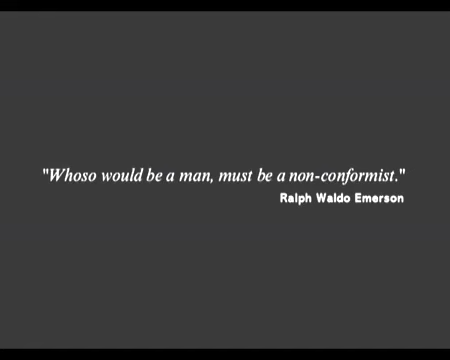 "Whoso would be a man, must be a non-conformist."
Ralph Waldo Emerson